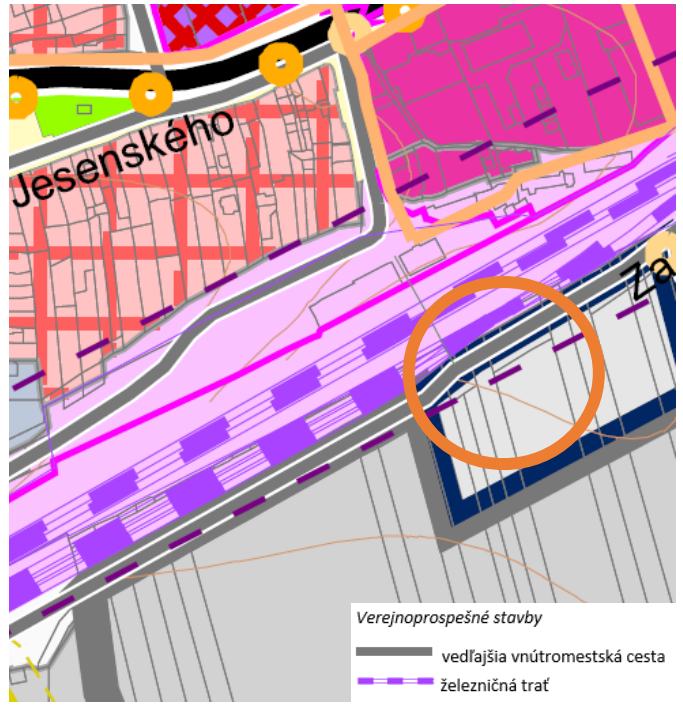 Jesenského
Za
Verejnoprospešné stavby
vedľajšia vnútromestská cesta
železničná trať